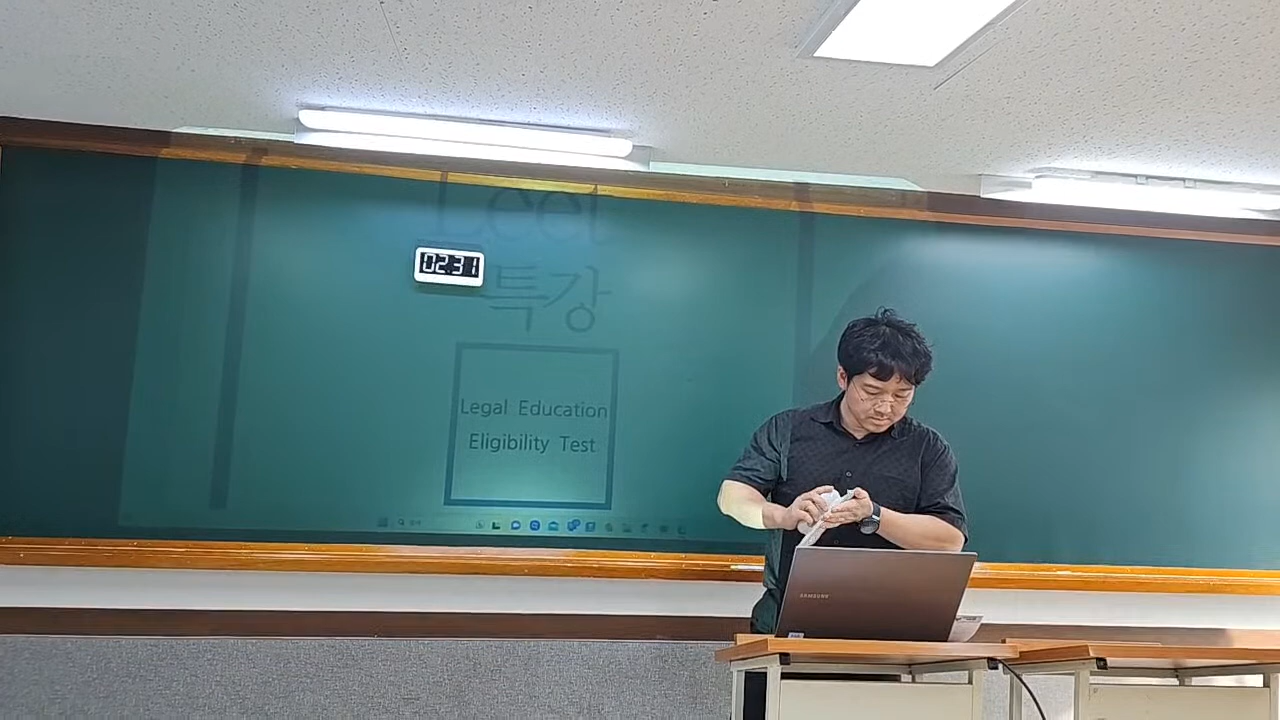 Leet
02:31
특강
Legal Education
Eligibility Test
SAMSUNG